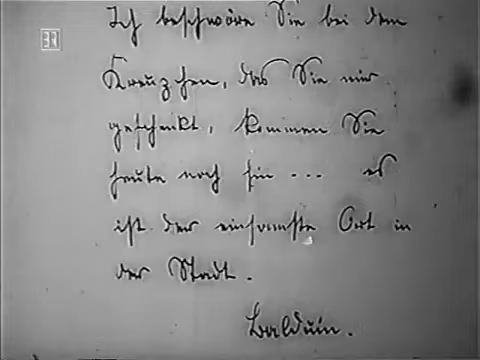 Ich beschwöre Sie bei dem
Kreuzchen, das Sie mir
geschenkt, kommen Sie
heute noch hin... es
ist der einsamste Ort in
der Stadt.
Balduin.